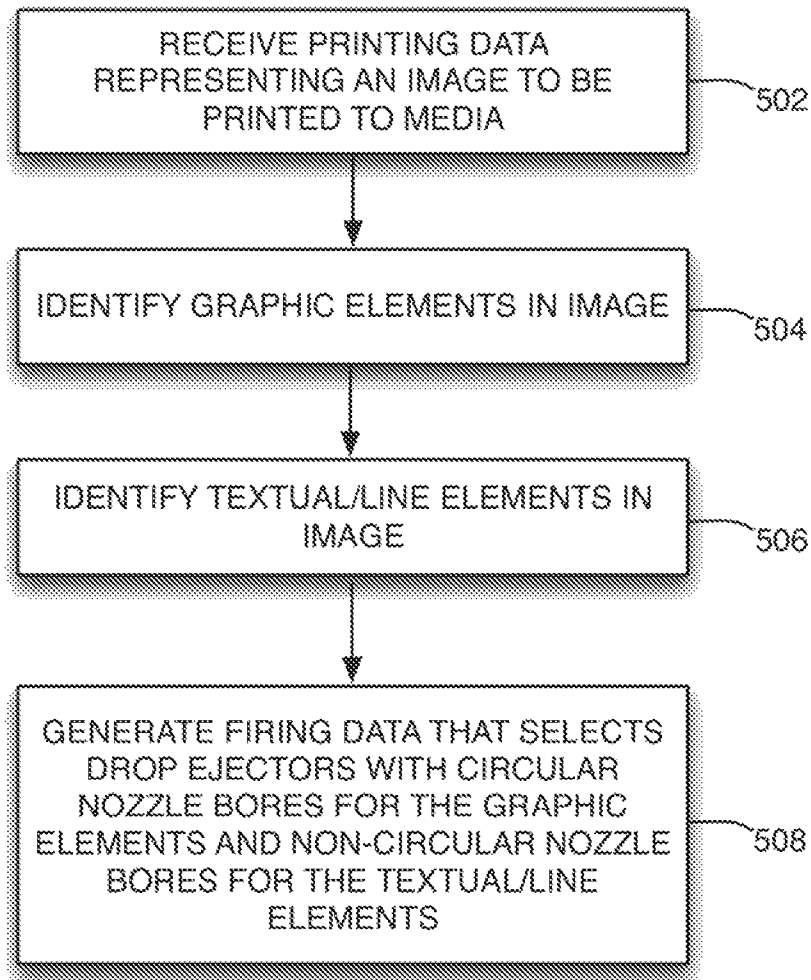 RECEIVE PRINTING DATA
REPRESENTING AN IMAGE TO BE
PRINTED TO MEDIA
502
IDENTIFY GRAPHIC ELEMENTS IN IMAGE
504
IDENTIFY TEXTUAL/LINE ELEMENTS IN
IMAGE
506
GENERATE FIRING DATA THAT SELECTS
DROP EJECTORS WITH CIRCULAR
NOZZLE BORES FOR THE GRAPHIC
ELEMENTS AND NON-CIRCULAR NOZZLE
BORES FOR THE TEXTUAL/LINE
ELEMENTS
508